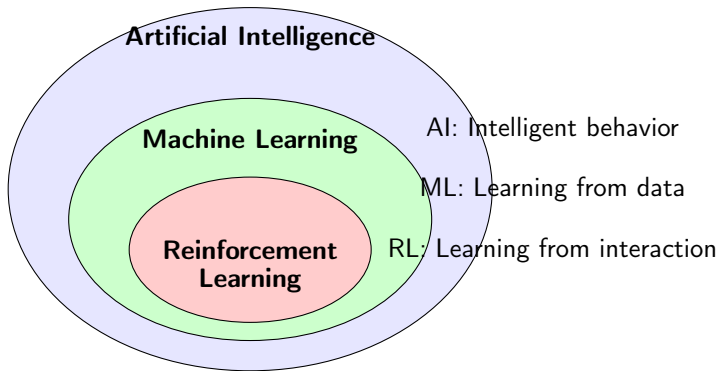 Artificial Intelligence
AI: Intelligent behavior
Machine Learning
ML: Learning from data
Reinforcement
Learning
RL: Learning from interaction